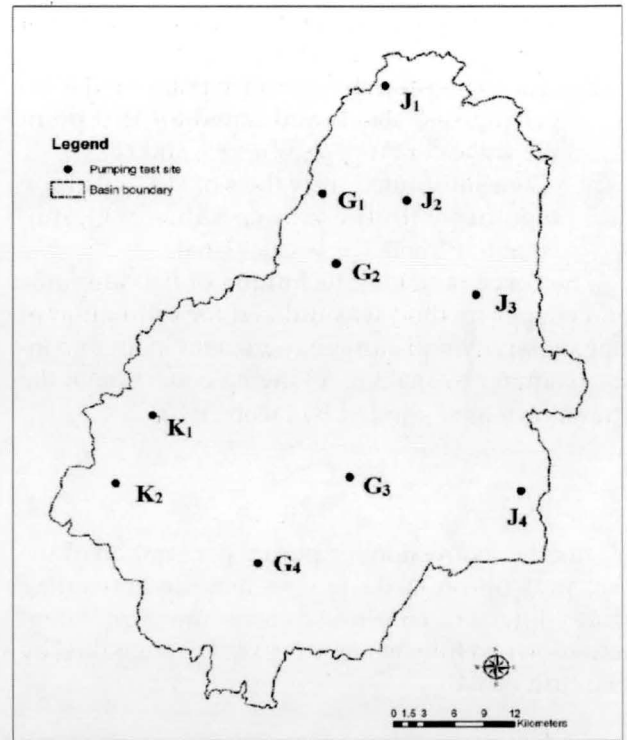 J1
Legend
Pumping test site
Basin boundary
G1
J2
G2
J3
K1
K2
G3
J4
G4
0 1.5 3 6 9 12
Kilometers